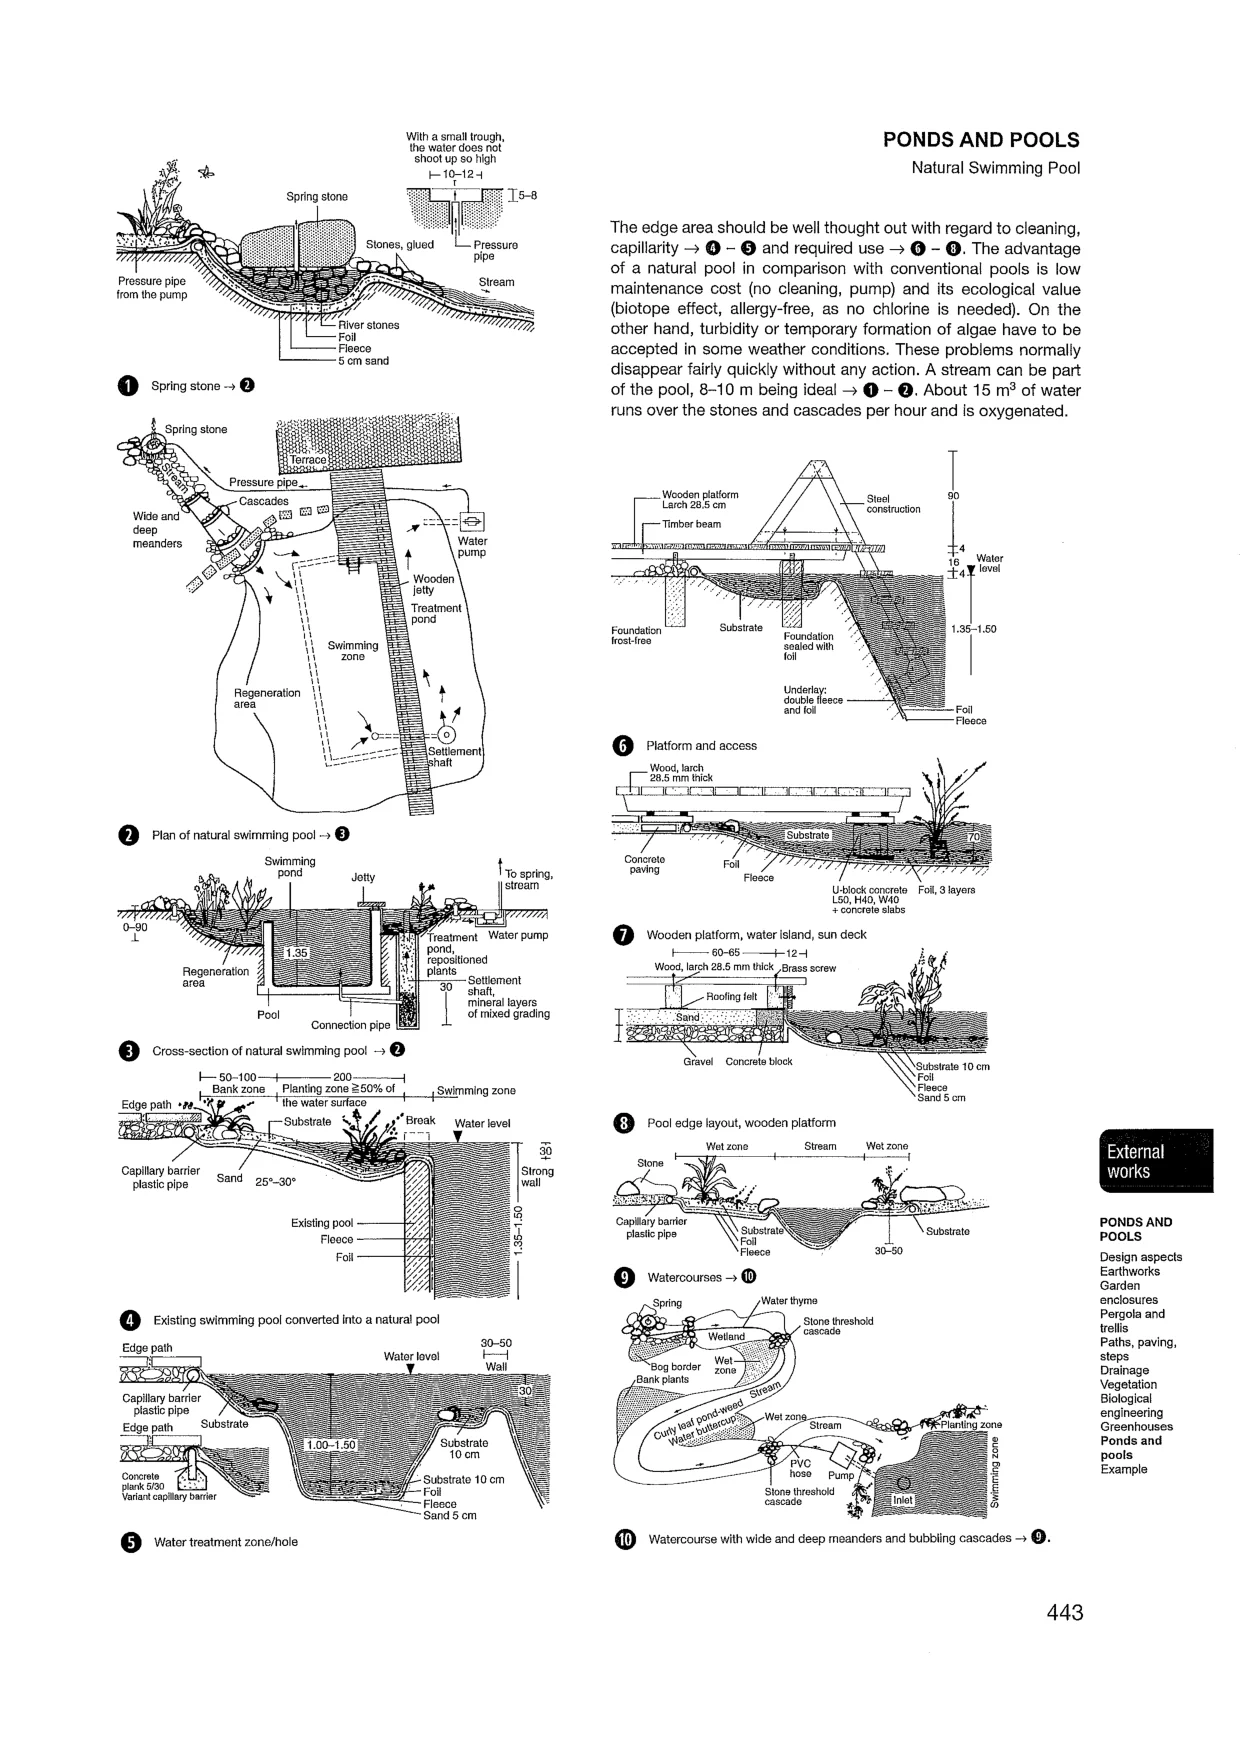 PONDS AND POOLS
Natural Swimming Pool
The edge area should be well thought out with regard to cleaning,
capillarity → ❹ – ❺ and required use → ❻ – ❽. The advantage
of a natural pool in comparison with conventional pools is low
maintenance cost (no cleaning, pump) and its ecological value
(biotope effect, allergy-free, as no chlorine is needed). On the
other hand, turbidity or temporary formation of algae have to be
accepted in some weather conditions. These problems normally
disappear fairly quickly without any action. A stream can be part
of the pool, 8–10 m being ideal → ❶ – ❷. About 15 m³ of water
runs over the stones and cascades per hour and is oxygenated.
With a small trough,
the water does not
shoot up so high
10–12
5–8
Spring stone
Stones, glued
Pressure
pipe
Pressure pipe
from the pump
Stream
River stones
Foil
Fleece
5 cm sand
❶ Spring stone → ❷
Spring stone
Terrace
Stream
Pressure pipe
Cascades
Wide and
deep
meanders
Water
pump
Wooden
jetty
Treatment
pond
Swimming
zone
Regeneration
area
Settlement
shaft
❷ Plan of natural swimming pool → ❸
Swimming
pond
Jetty
To spring,
stream
0–90
1.35
Treatment
pond,
repositioned
plants
Water pump
Regeneration
area
30
Settlement
shaft,
mineral layers
of mixed grading
Pool
Connection pipe
❸ Cross-section of natural swimming pool → ❷
50–100
200
Bank zone
Planting zone ≧50% of
the water surface
Swimming zone
Edge path
Substrate
Break
Water level
30
Capillary barrier
plastic pipe
Sand
25°–30°
Strong
wall
Existing pool
Fleece
Foil
1.35–1.50
❹ Existing swimming pool converted into a natural pool
Edge path
Water level
30–50
Wall
30
Capillary barrier
plastic pipe
Edge path
Substrate
1.00–1.50
Substrate
10 cm
Concrete
plank 5/30
Variant capillary barrier
Substrate 10 cm
Foil
Fleece
Sand 5 cm
❺ Water treatment zone/hole
Wooden platform
Larch 28,5 cm
Timber beam
Steel
construction
90
4
16
4
Water
level
Foundation
frost-free
Substrate
Foundation
sealed with
foil
1.35–1.50
Underlay:
double fleece
and foil
Foil
Fleece
❻ Platform and access
Wood, larch
28.5 mm thick
Substrate
70
Concrete
paving
Foil
Fleece
U-block concrete
L50, H40, W40
+ concrete slabs
Foil, 3 layers
❼ Wooden platform, water island, sun deck
60–65
12
Wood, larch 28.5 mm thick
Brass screw
Roofing felt
Sand
Gravel
Concrete block
Substrate 10 cm
Foil
Fleece
Sand 5 cm
❽ Pool edge layout, wooden platform
Wet zone
Stream
Wet zone
Stone
Capillary barrier
plastic pipe
Substrate
Foil
Fleece
30–50
Substrate
❾ Watercourses → ❿
Spring
Water thyme
Stone threshold
cascade
Wetland
Bog border
Wet
zone
Bank plants
Stream
Curly leaf pond-weed
Water buttercup
Wet zone
Stream
Planting zone
PVC
hose
Pump
Stone threshold
cascade
Inlet
Swimming zone
❿ Watercourse with wide and deep meanders and bubbling cascades → ❾.
External
works
PONDS AND
POOLS
Design aspects
Earthworks
Garden
enclosures
Pergola and
trellis
Paths, paving,
steps
Drainage
Vegetation
Biological
engineering
Greenhouses
Ponds and
pools
Example
443